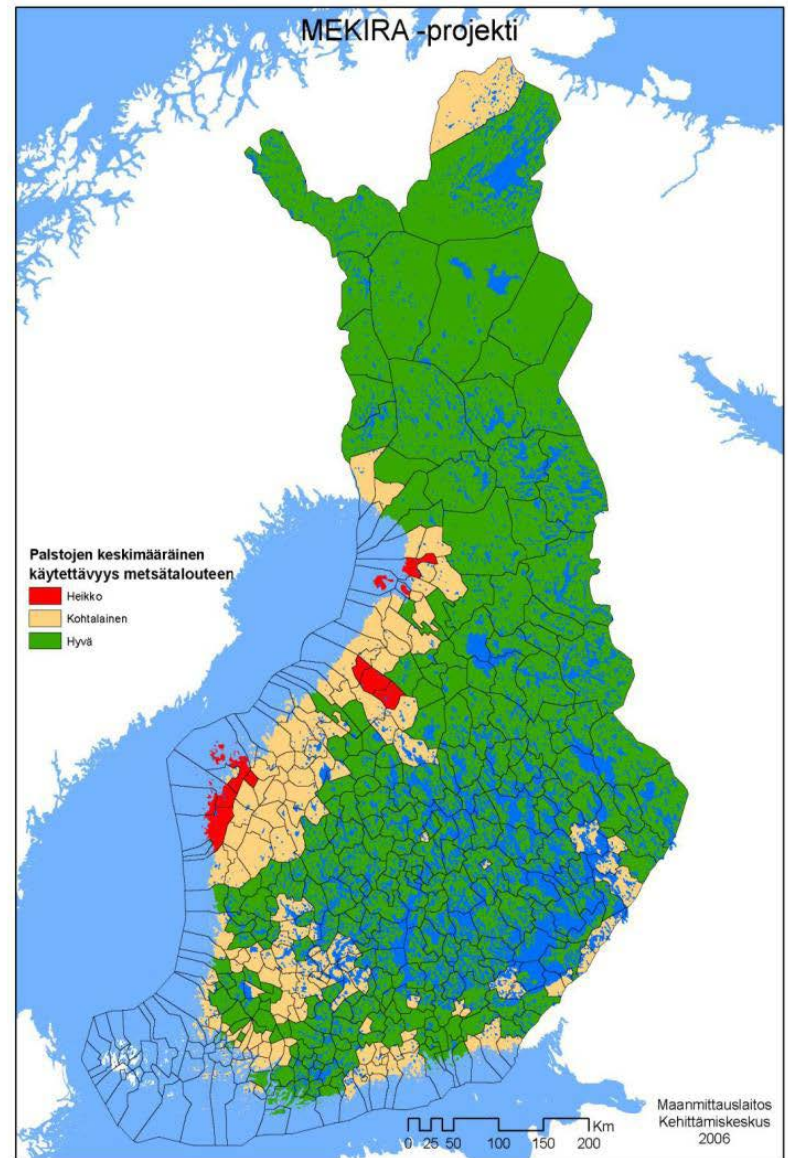 MEKIRA -projekti
Palstojen keskimääräinen
käytettävyys metsätalouteen
Heikko
Kohtalainen
Hyvä
Km
0 25 50 100 150 200
Maanmittauslaitos
Kehittämiskeskus
2006